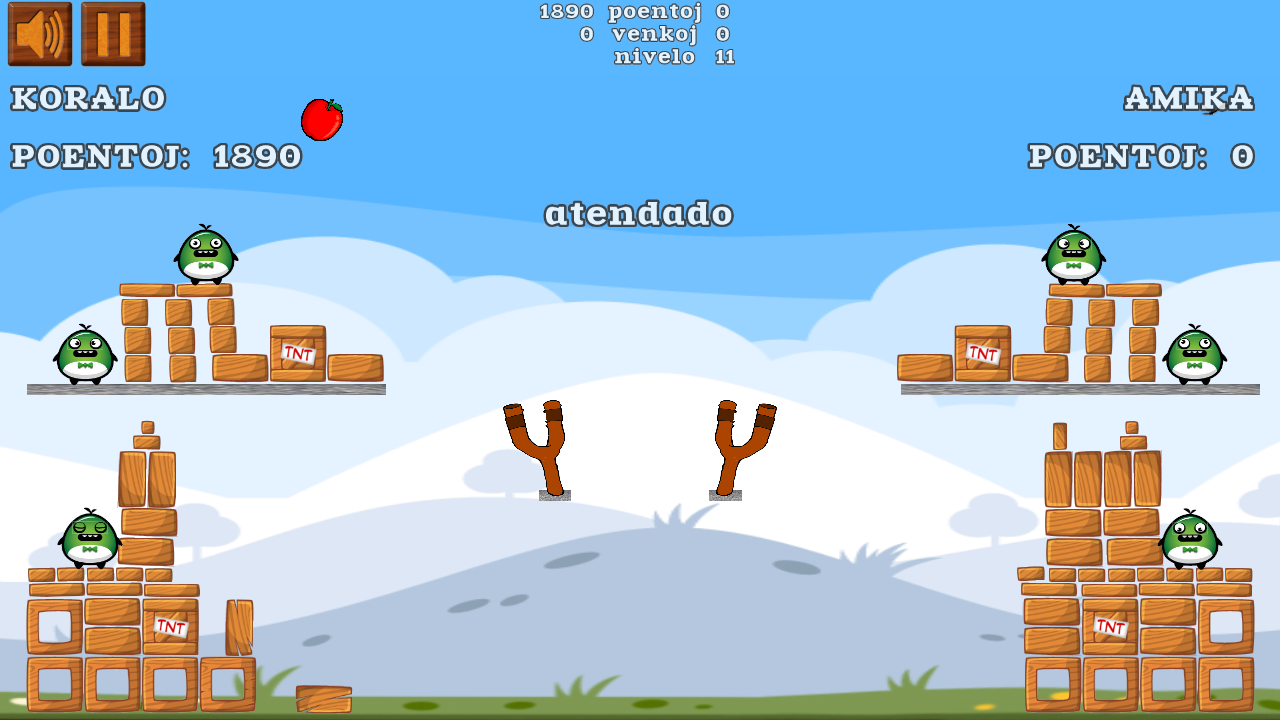 1890 poentoj 0
0 venkoj 0
nivelo 11
KORALO
AMIKA
POENTOJ: 1890
POENTOJ: 0
atendado
TNT
TNT
TNT
TNT